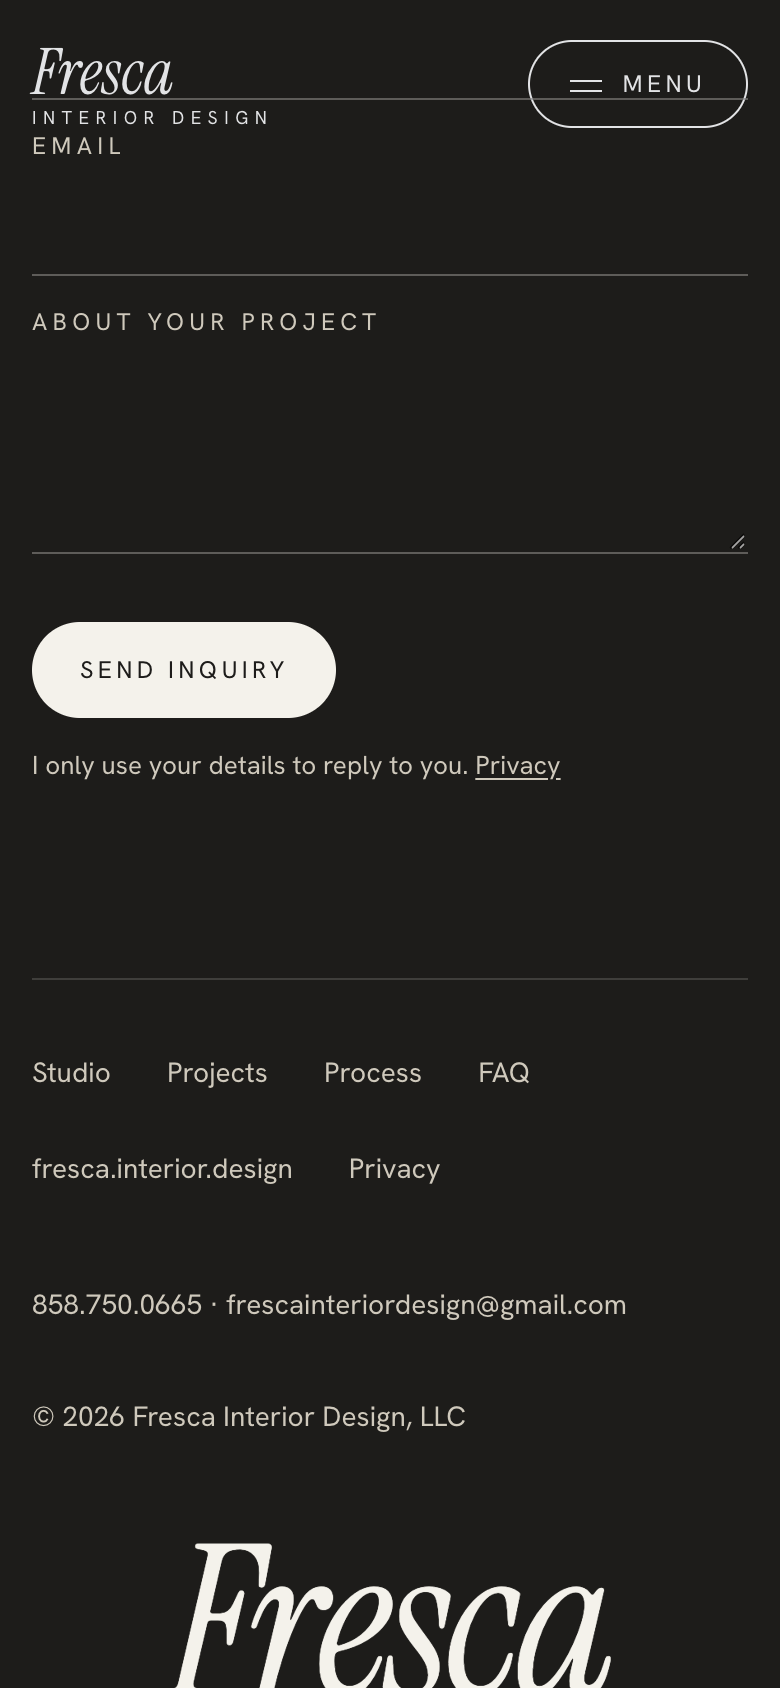 Fresca
INTERIOR DESIGN
MENU
EMAIL
ABOUT YOUR PROJECT
SEND INQUIRY
I only use your details to reply to you. Privacy
Studio Projects Process FAQ
fresca.interior.design Privacy
858.750.0665 · frescainteriordesign@gmail.com
© 2026 Fresca Interior Design, LLC
Fresca